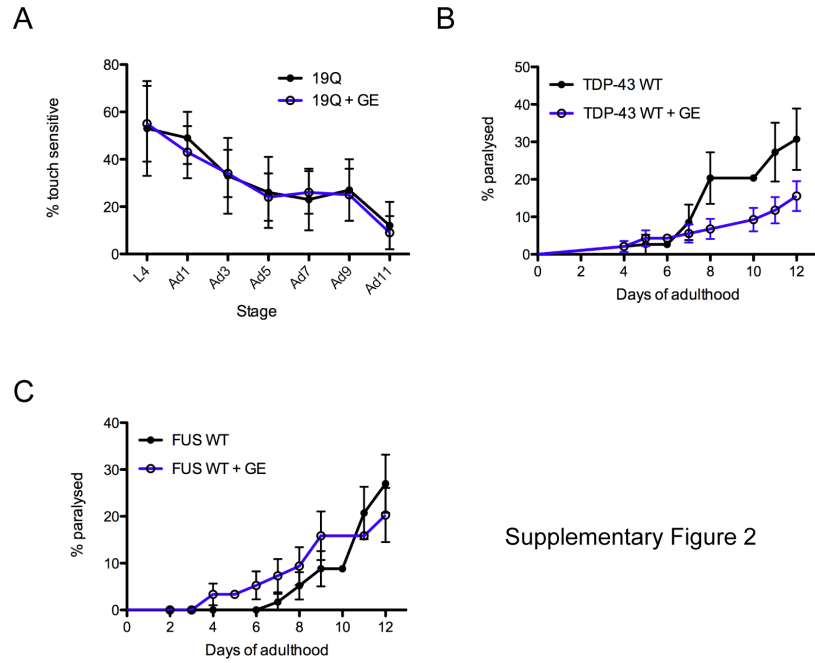 A
80
60
40
20
0
% touch sensitive
19Q
19Q + GE
L4
Ad1
Ad3
Ad5
Ad7
Ad9
Ad11
Stage
B
50
40
30
20
10
0
% paralysed
TDP-43 WT
TDP-43 WT + GE
0
2
4
6
8
10
12
Days of adulthood
C
40
30
20
10
0
% paralysed
FUS WT
FUS WT + GE
0
2
4
6
8
10
12
Days of adulthood
Supplementary Figure 2